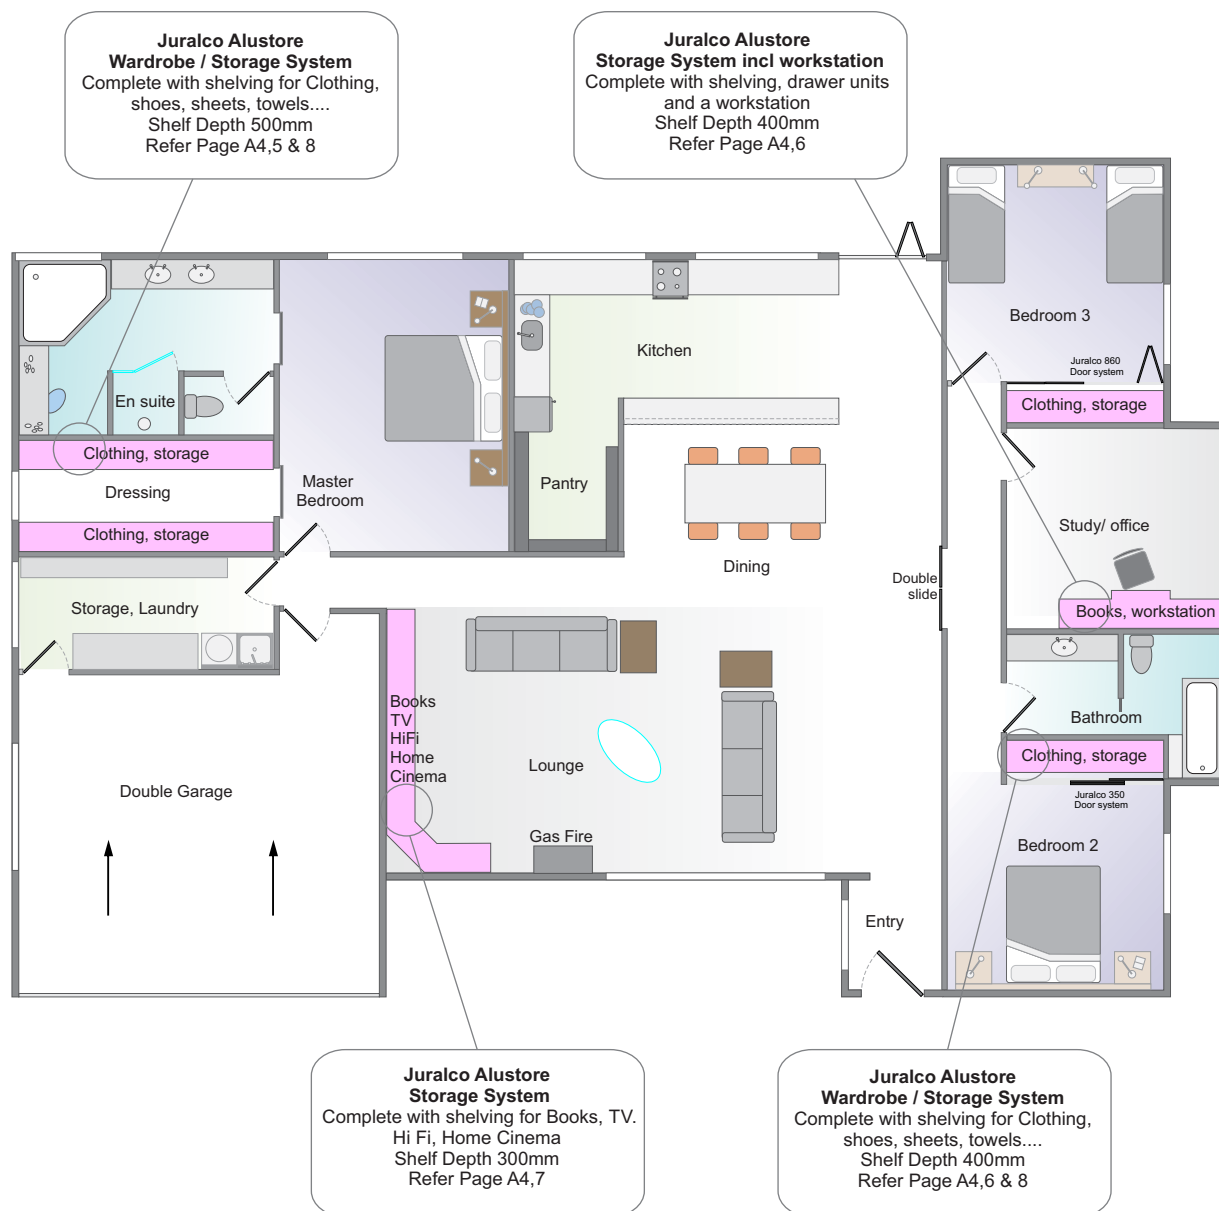 Juralco Alustore
Wardrobe / Storage System
Complete with shelving for Clothing,
shoes, sheets, towels....
Shelf Depth 500mm
Refer Page A4,5 & 8
Juralco Alustore
Storage System incl workstation
Complete with shelving, drawer units
and a workstation
Shelf Depth 400mm
Refer Page A4,6
Bedroom 3
Juralco 860
Door system
Clothing, storage
Kitchen
En suite
Clothing, storage
Dressing
Clothing, storage
Master
Bedroom
Pantry
Study/ office
Dining
Double
slide
Books, workstation
Storage, Laundry
Books
TV
HiFi
Home
Cinema
Lounge
Bathroom
Clothing, storage
Juralco 350
Door system
Double Garage
Gas Fire
Bedroom 2
Entry
Juralco Alustore
Storage System
Complete with shelving for Books, TV.
Hi Fi, Home Cinema
Shelf Depth 300mm
Refer Page A4,7
Juralco Alustore
Wardrobe / Storage System
Complete with shelving for Clothing,
shoes, sheets, towels....
Shelf Depth 400mm
Refer Page A4,6 & 8